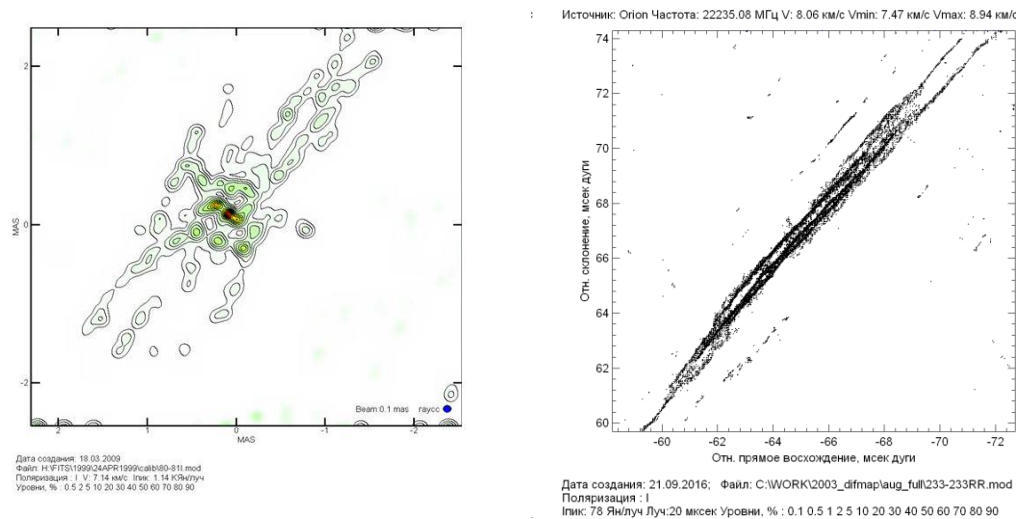 2
0
-2
MAS
2
1
0
-1
-2
MAS
Beam:0.1 mas гаусс
Дата создания: 18.03.2009
Файл: H:\FITS\1999\24APR1999\calib\80-81I.mod
Поляризация : I V: 7.14 км/с Iпик: 1.14 КЯн/луч
Уровни, % : 0.5 2 5 10 20 30 40 50 60 70 80 90
Источник: Orion Частота: 22235.08 МГц V: 8.06 км/с Vmin: 7.47 км/с Vmax: 8.94 км/с
74
72
70
68
66
64
62
60
Отн. склонение, мсек дуги
-60
-62
-64
-66
-68
-70
-72
Отн. прямое восхождение, мсек дуги
Дата создания: 21.09.2016; Файл: C:\WORK\2003_difmap\aug_full\233-233RR.mod
Поляризация : I
Iпик: 78 Ян/луч Луч:20 мксек Уровни, % : 0.1 0.5 1 2 5 10 20 30 40 50 60 70 80 90